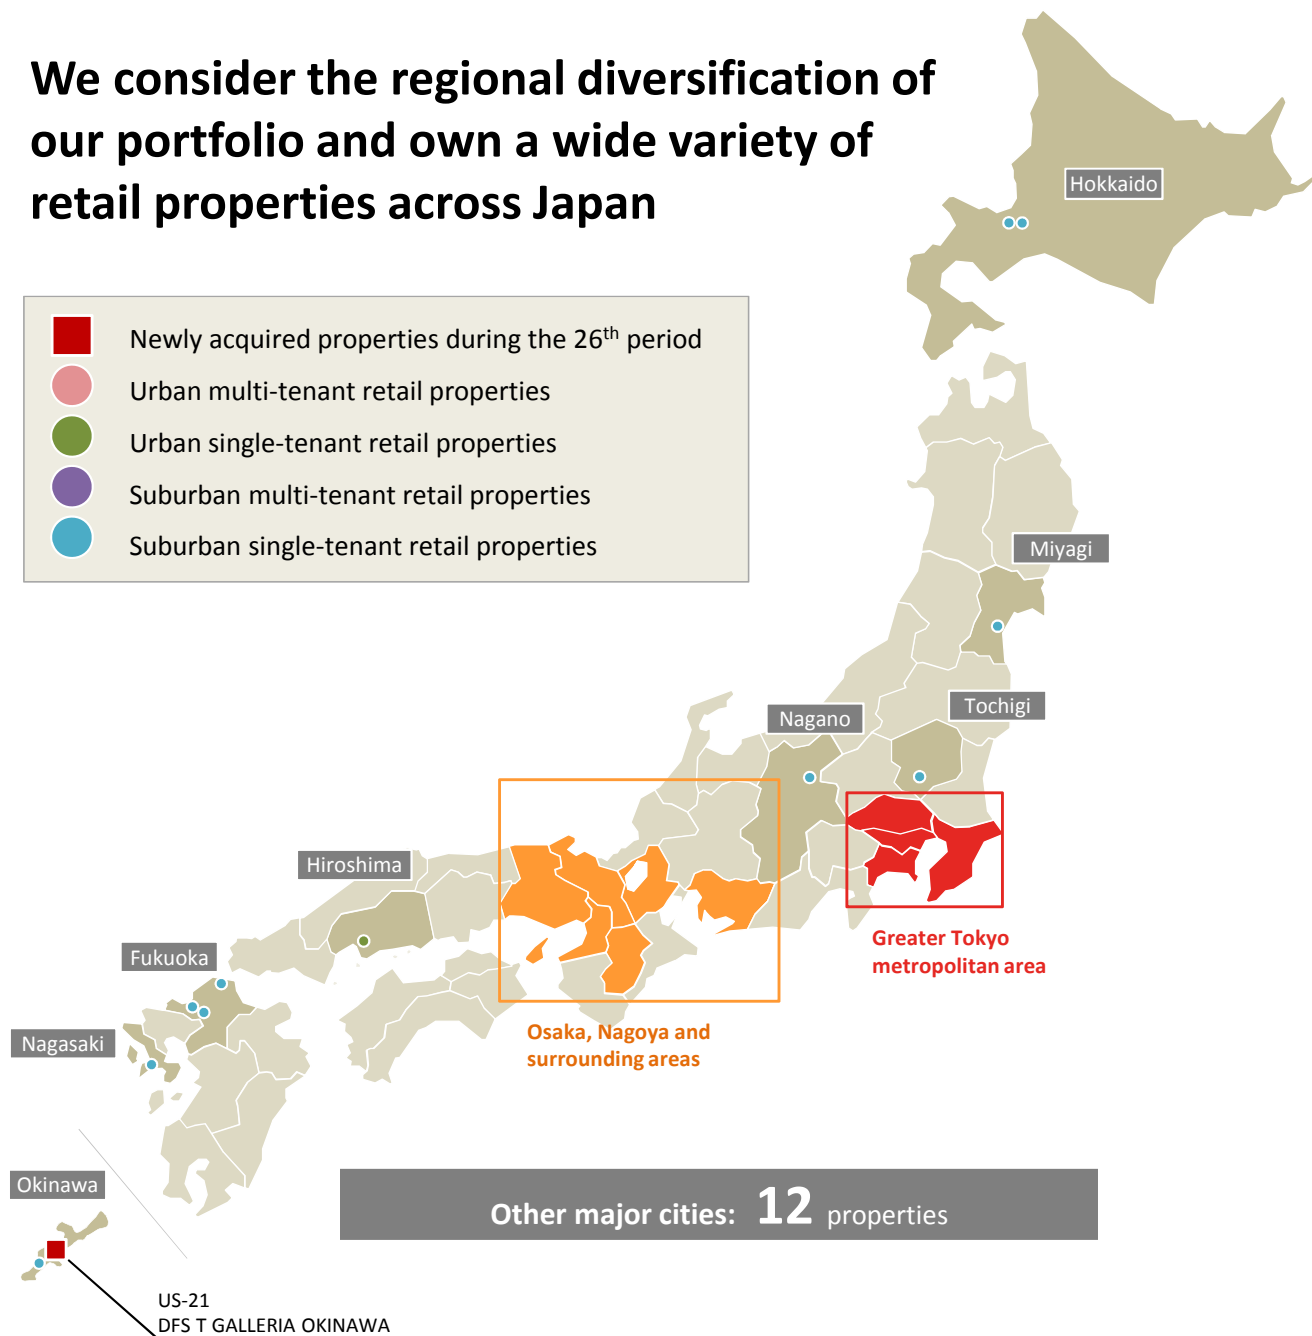 We consider the regional diversification of
our portfolio and own a wide variety of
retail properties across Japan
Hokkaido
Newly acquired properties during the 26th period
Urban multi-tenant retail properties
Urban single-tenant retail properties
Suburban multi-tenant retail properties
Suburban single-tenant retail properties
Miyagi
Tochigi
Nagano
Hiroshima
Greater Tokyo
metropolitan area
Fukuoka
Osaka, Nagoya and
surrounding areas
Nagasaki
Okinawa
Other major cities: 12 properties
US-21
DFS T GALLERIA OKINAWA